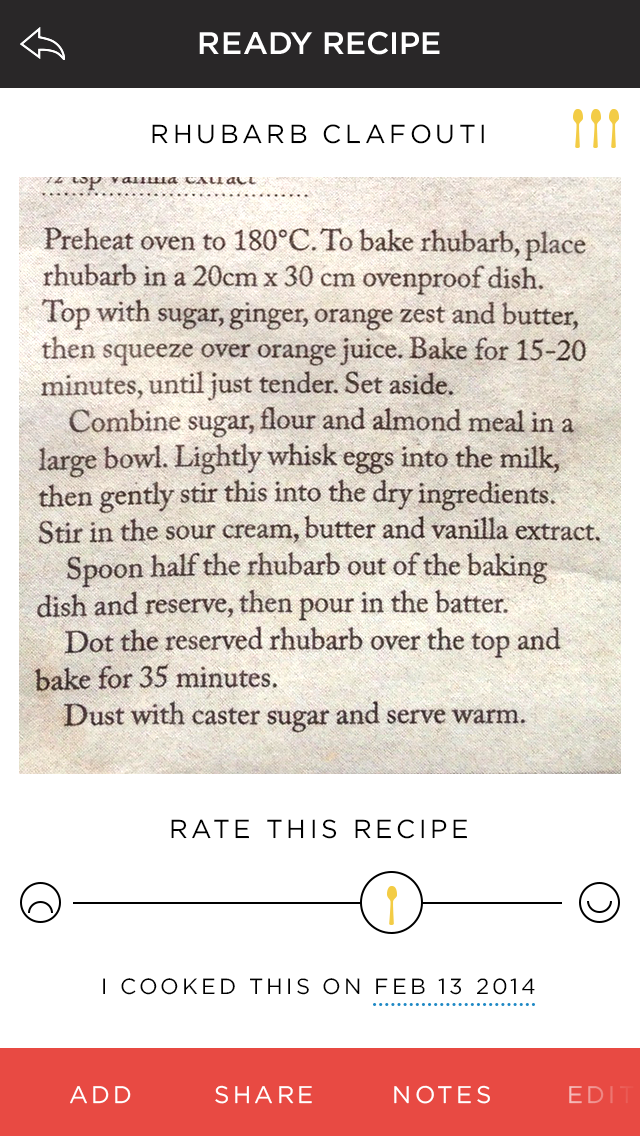 READY RECIPE
RHUBARB CLAFOUTI
½ tsp vanilla extract
Preheat oven to 180°C. To bake rhubarb, place
rhubarb in a 20cm x 30 cm ovenproof dish.
Top with sugar, ginger, orange zest and butter,
then squeeze over orange juice. Bake for 15-20
minutes, until just tender. Set aside.
Combine sugar, flour and almond meal in a
large bowl. Lightly whisk eggs into the milk,
then gently stir this into the dry ingredients.
Stir in the sour cream, butter and vanilla extract.
Spoon half the rhubarb out of the baking
dish and reserve, then pour in the batter.
Dot the reserved rhubarb over the top and
bake for 35 minutes.
Dust with caster sugar and serve warm.
RATE THIS RECIPE
I COOKED THIS ON FEB 13 2014
ADD SHARE NOTES EDIT